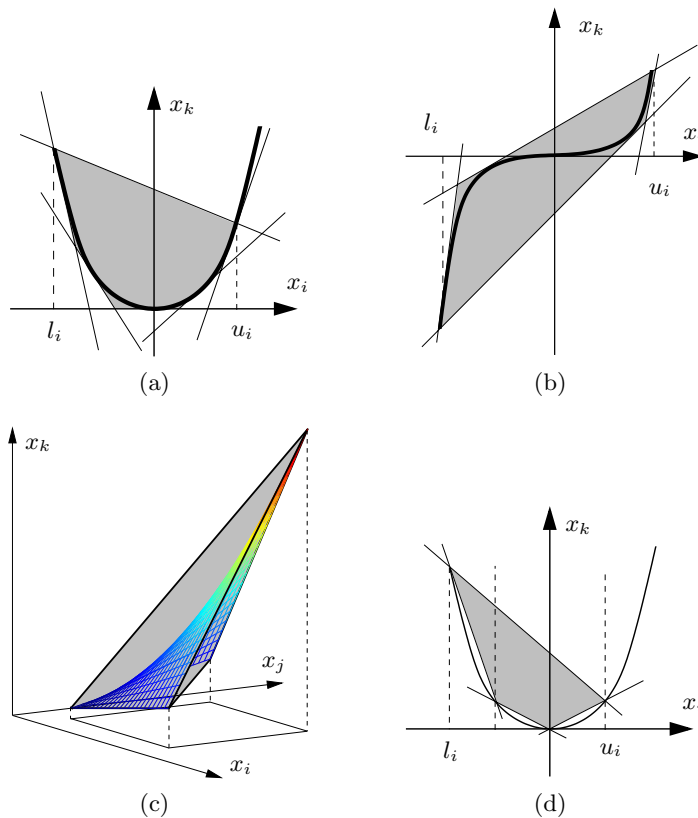 x_k
x_i
l_i
u_i
(a)
x_k
l_i
x
u_i
(b)
x_k
x_j
x_i
(c)
x_k
x
l_i
u_i
(d)